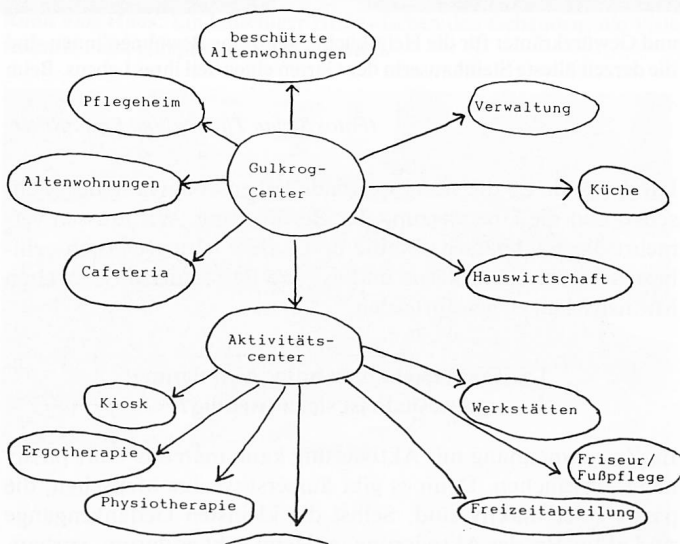 beschützte
Altenwohnungen
Pflegeheim
Verwaltung
Gulkrog-
Center
Altenwohnungen
Küche
Cafeteria
Hauswirtschaft
Aktivitäts-
center
Kiosk
Werkstätten
Ergotherapie
Friseur/
Fußpflege
Physiotherapie
Freizeitabteilung